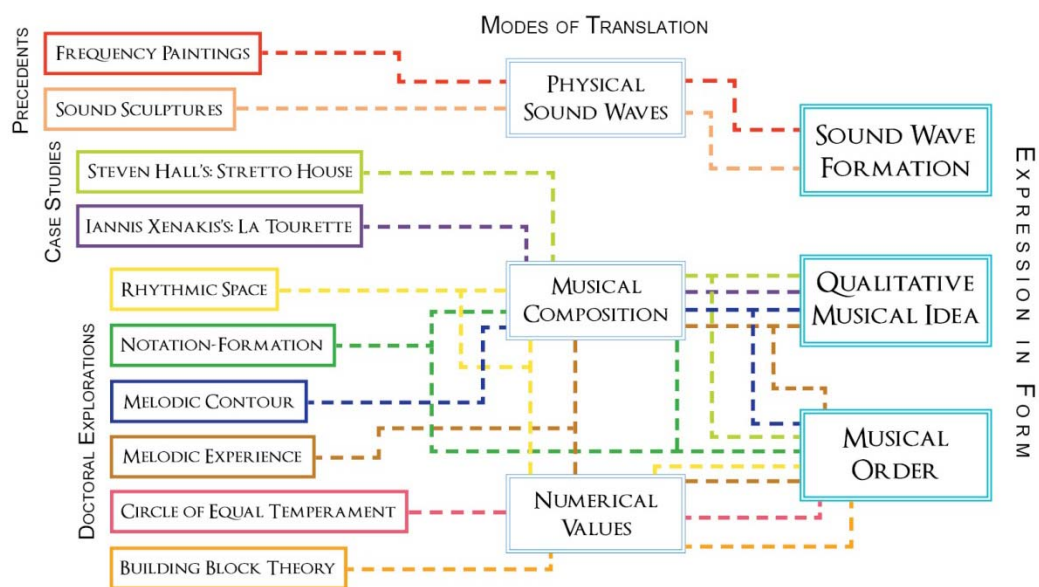 MODES OF TRANSLATION
PRECEDENTS
FREQUENCY PAINTINGS
SOUND SCULPTURES
PHYSICAL
SOUND WAVES
SOUND WAVE
FORMATION
CASE STUDIES
STEVEN HALL'S: STRETTO HOUSE
IANNIS XENAKIS'S: LA TOURETTE
EXPRESSION IN FORM
DOCTORAL EXPLORATIONS
RHYTHMIC SPACE
NOTATION-FORMATION
MELODIC CONTOUR
MELODIC EXPERIENCE
CIRCLE OF EQUAL TEMPERAMENT
BUILDING BLOCK THEORY
MUSICAL
COMPOSITION
NUMERICAL
VALUES
QUALITATIVE
MUSICAL IDEA
MUSICAL
ORDER